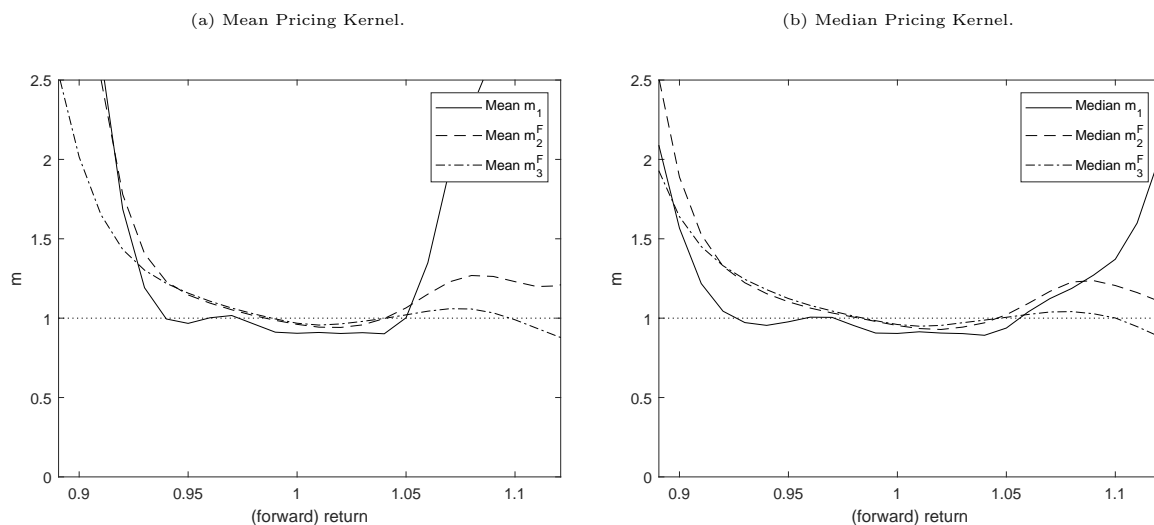 (a) Mean Pricing Kernel.
2.5
2
1.5
1
0.5
0
m
0.9
0.95
1
1.05
1.1
(forward) return
Mean m1
Mean m2F
Mean m3F
(b) Median Pricing Kernel.
2.5
2
1.5
1
0.5
0
m
0.9
0.95
1
1.05
1.1
(forward) return
Median m1
Median m2F
Median m3F